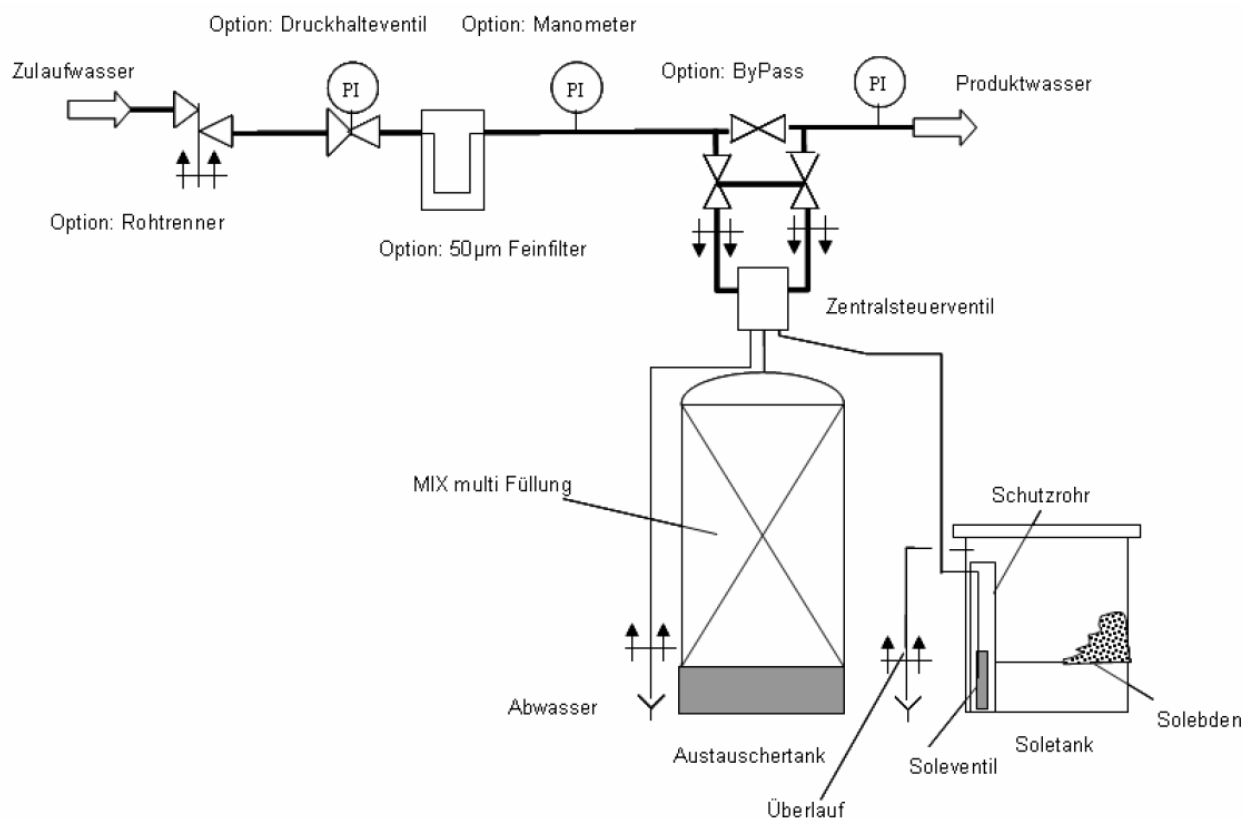 Option: Druckhalteventil
Option: Manometer
Zulaufwasser
Option: ByPass
Produktwasser
PI
PI
PI
Option: Rohtrenner
Option: 50µm Feinfilter
Zentralsteuerventil
MIX multi Füllung
Schutzrohr
Abwasser
Solebden
Austauschertank
Soletank
Soleventil
Überlauf